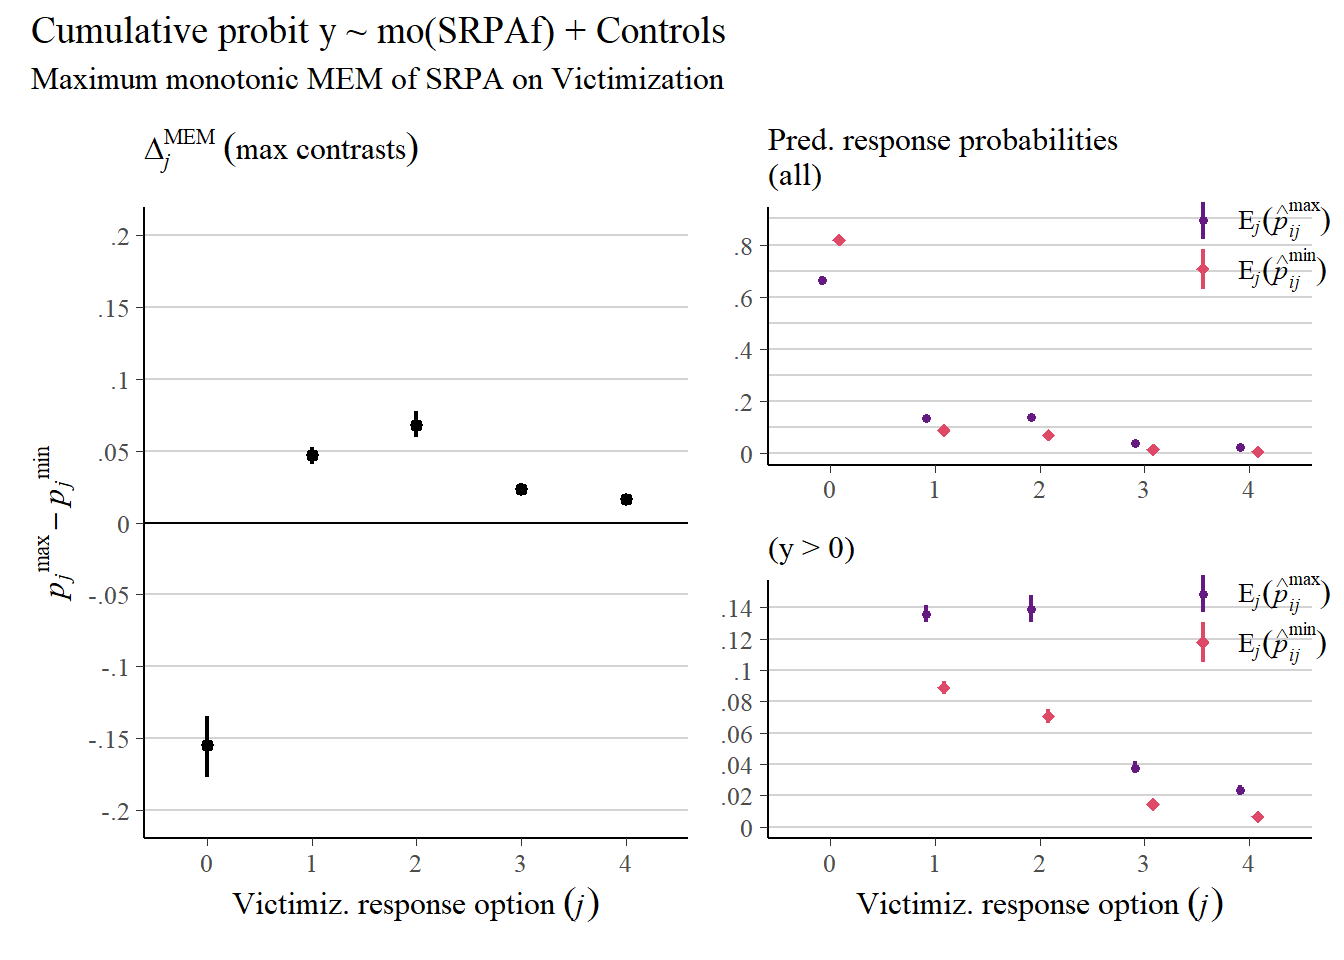 Cumulative probit y ~ mo(SRPAf) + Controls
Maximum monotonic MEM of SRPA on Victimization
Δ_j^MEM (max contrasts)
p_j^max − p_j^min
.2
.15
.1
.05
0
-.05
-.1
-.15
-.2
0 1 2 3 4
Victimiz. response option (j)
Pred. response probabilities
(all)
E_j(p̂_ij^max)
E_j(p̂_ij^min)
.8
.6
.4
.2
0
0 1 2 3 4
(y > 0)
E_j(p̂_ij^max)
E_j(p̂_ij^min)
.14
.12
.1
.08
.06
.04
.02
0
0 1 2 3 4
Victimiz. response option (j)